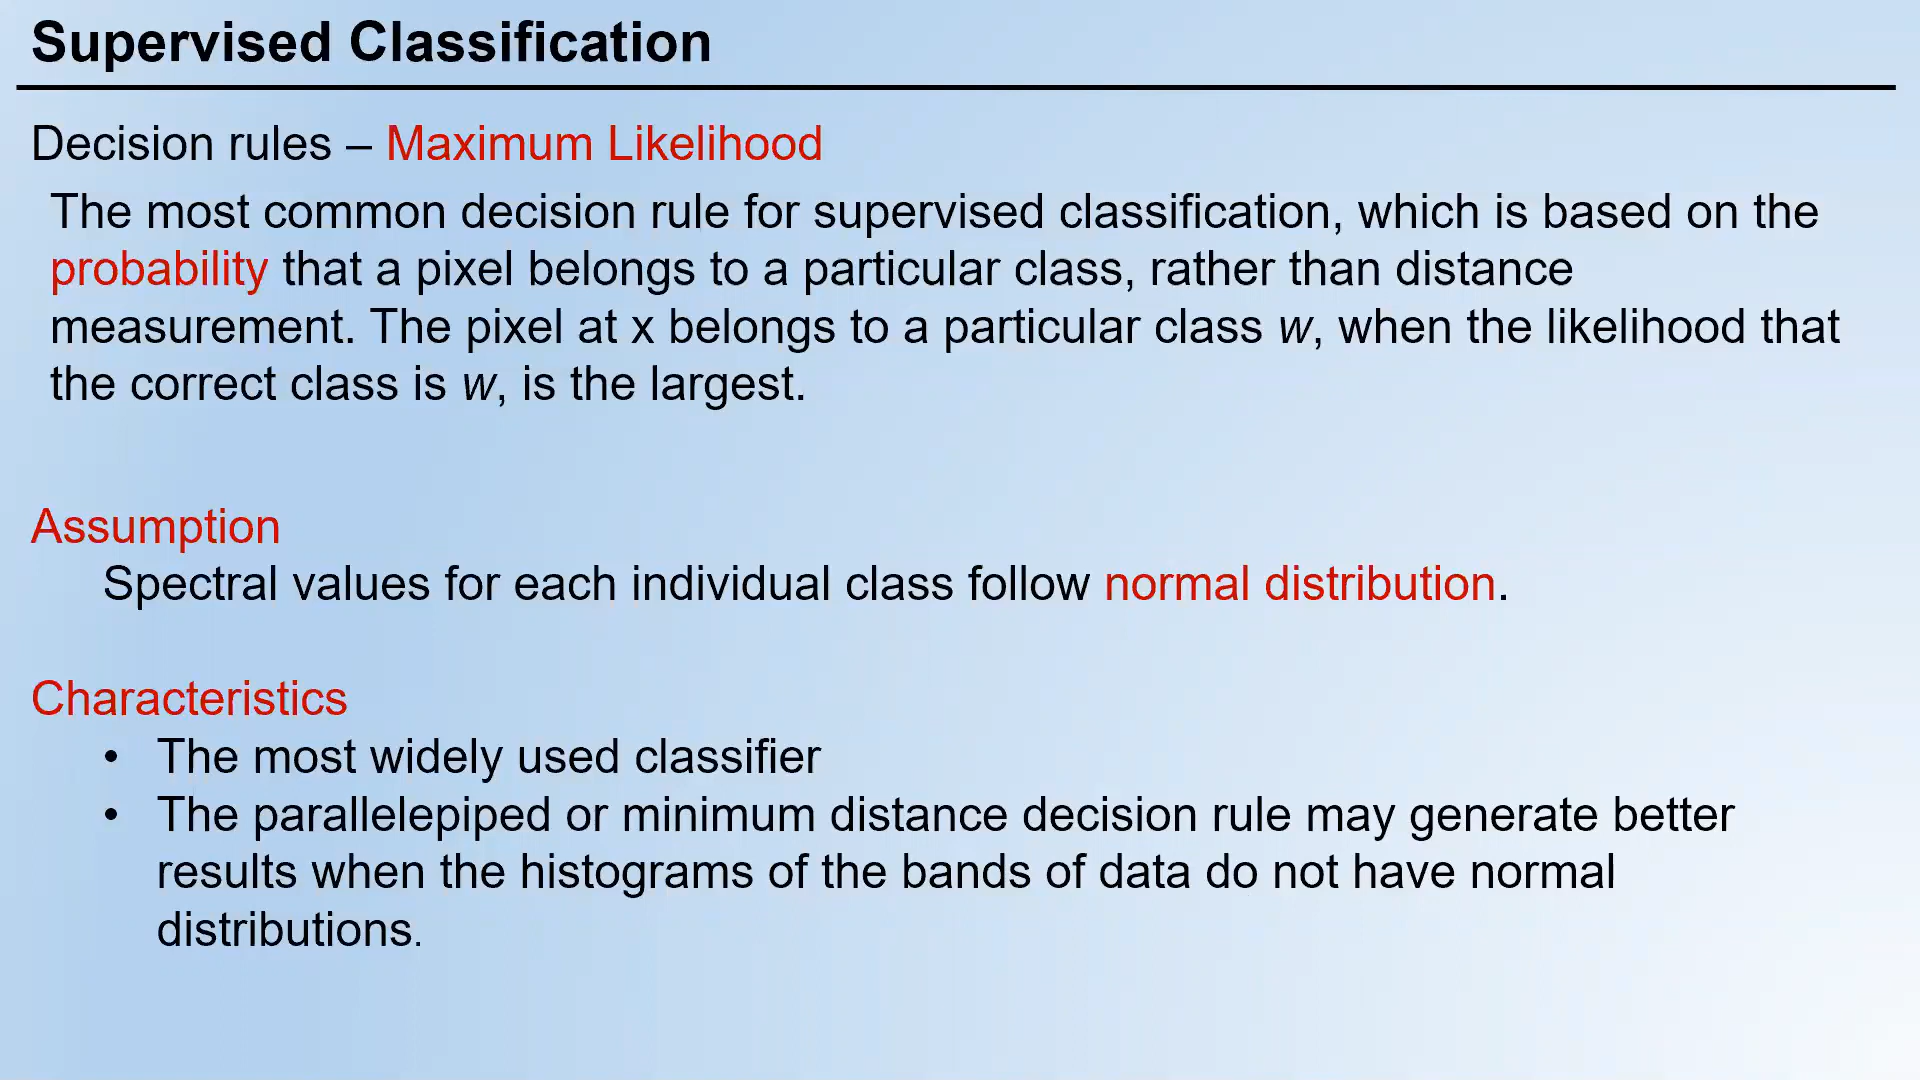 Supervised Classification
Decision rules – Maximum Likelihood
The most common decision rule for supervised classification, which is based on the
probability that a pixel belongs to a particular class, rather than distance
measurement. The pixel at x belongs to a particular class w, when the likelihood that
the correct class is w, is the largest.
Assumption
Spectral values for each individual class follow normal distribution.
Characteristics
• The most widely used classifier
• The parallelepiped or minimum distance decision rule may generate better
results when the histograms of the bands of data do not have normal
distributions.